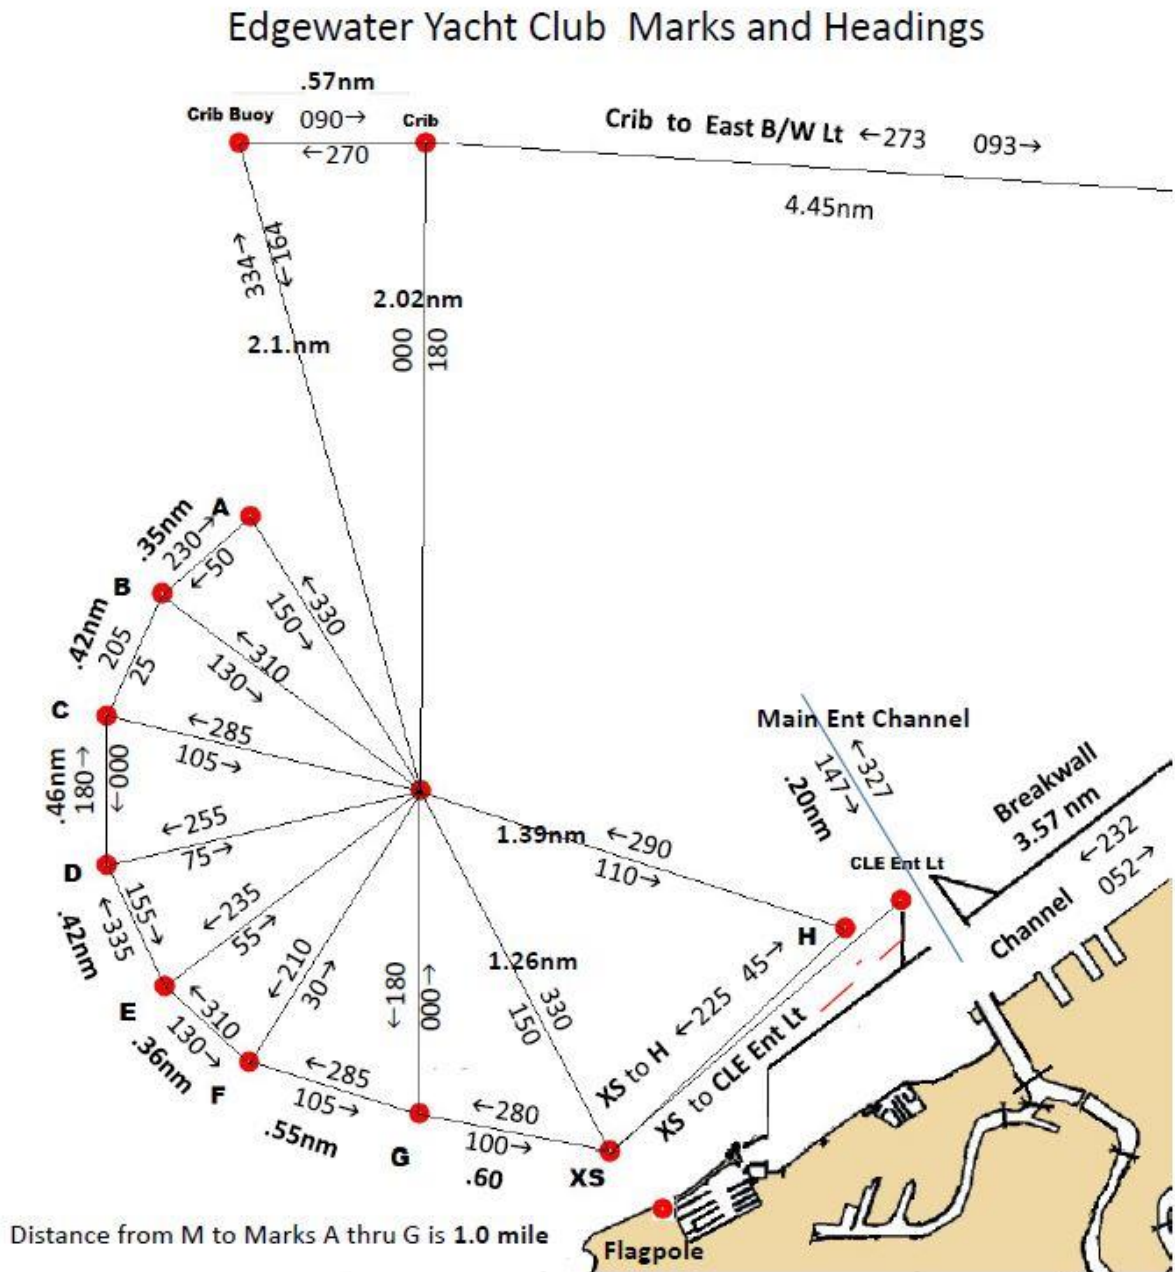 Edgewater Yacht Club Marks and Headings
.57nm
Crib Buoy
090→
Crib
←270
Crib to East B/W Lt ←273 093→
4.45nm
334→
←164
2.02nm
000
180
2.1.nm
A
.35nm
230→
←50
B
←330
150→
.42nm
205
25
←310
130→
C
←285
105→
.46nm
180→
←000
D
←255
75→
155→
←335
.42nm
←235
55→
E
←310
130→
.36nm
←210
30→
F
←285
105→
.55nm
←180
000→
G
←280
100→
.60
1.39nm
←290
110→
1.26nm
330
150
XS
H
45→
XS to H ←225
XS to CLE Ent Lt
Main Ent Channel
←327
147→
.20nm
CLE Ent Lt
Breakwall
3.57 nm
←232
052→
Channel
Distance from M to Marks A thru G is 1.0 mile
Flagpole